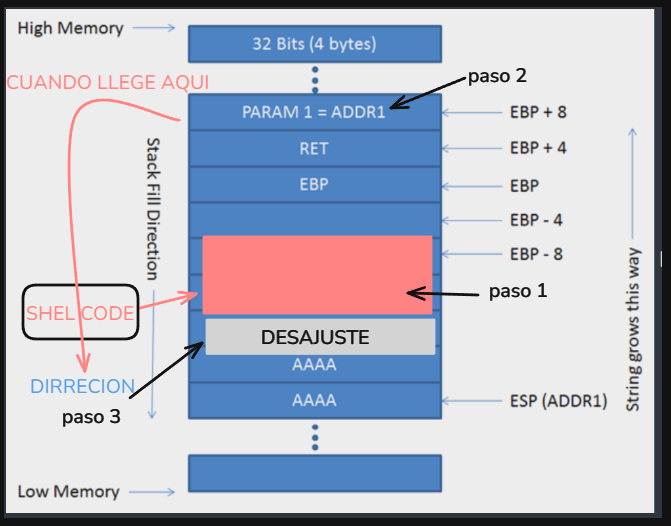 High Memory
32 Bits (4 bytes)
CUANDO LLEGE AQUI
paso 2
PARAM 1 = ADDR1
EBP + 8
RET
EBP + 4
EBP
EBP
EBP - 4
EBP - 8
Stack Fill Direction
String grows this way
paso 1
SHEL CODE
DESAJUSTE
AAAA
DIRRECION
paso 3
AAAA
ESP (ADDR1)
Low Memory